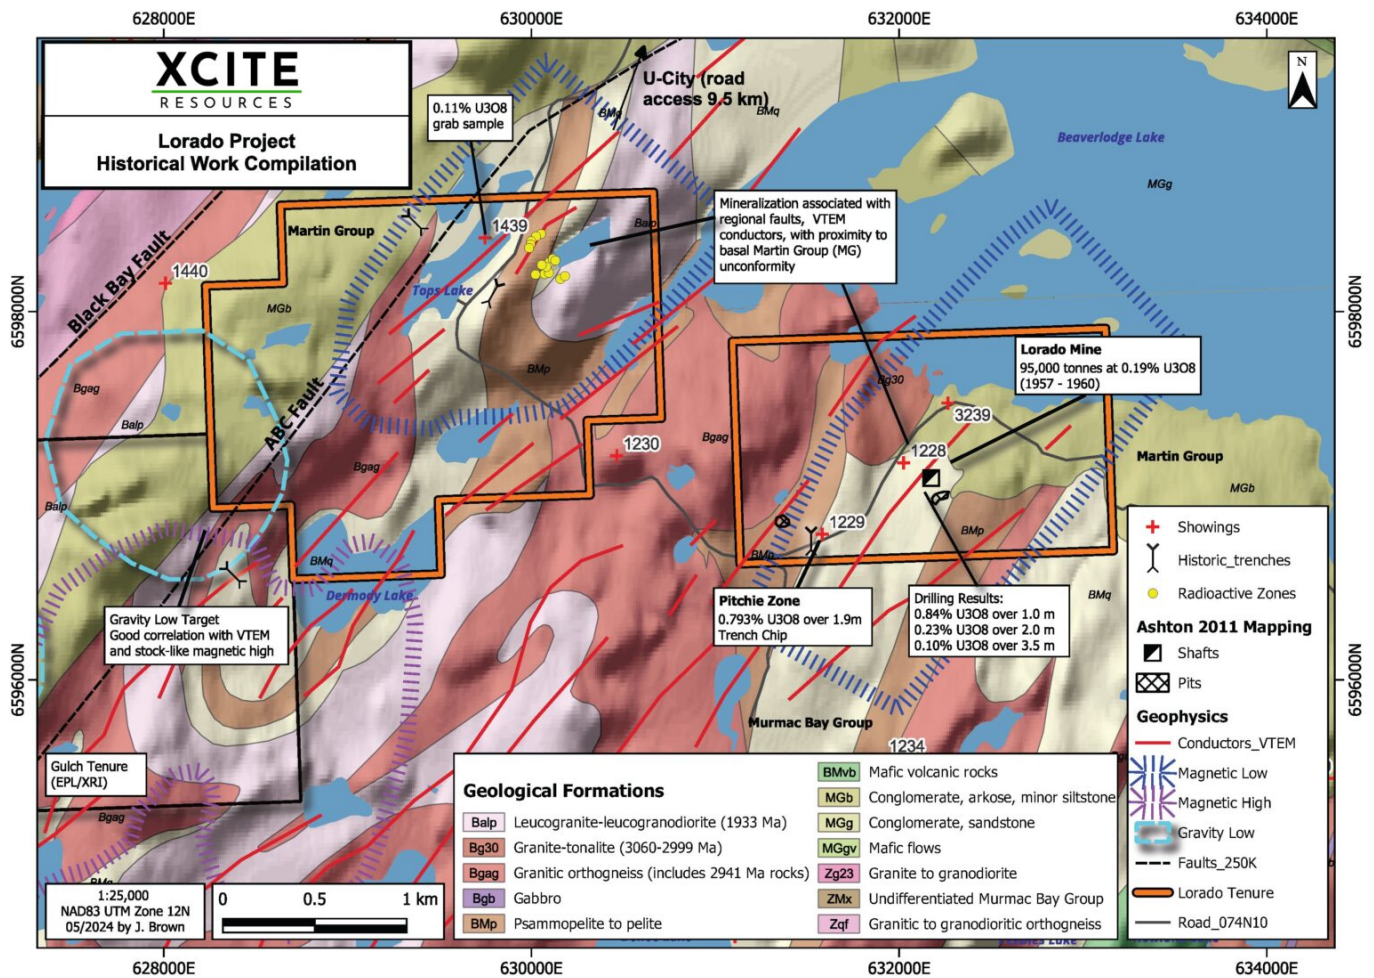 628000E
630000E
632000E
634000E
XCITE
RESOURCES
Lorado Project
Historical Work Compilation
U-City (road
access 9.5 km)
N
0.11% U3O8
grab sample
BMq
BMq
Beaverlodge Lake
MGg
Mineralization associated with
regional faults, VTEM
conductors, with proximity to
basal Martin Group (MG)
unconformity
Martin Group
1439
Balp
Black Bay Fault
1440
Tops Lake
MGb
6598000N
6598000N
Lorado Mine
95,000 tonnes at 0.19% U3O8
(1957 - 1960)
BMp
Bg30
Bgag
Balp
ABC Fault
3239
Bgag
1230
Bgag
1228
Martin Group
MGb
Balp
1229
BMp
BMp
BMq
Dermody Lake
BMq
Gravity Low Target
Good correlation with VTEM
and stock-like magnetic high
Pitchie Zone
0.793% U3O8 over 1.9m
Trench Chip
Drilling Results:
0.84% U3O8 over 1.0 m
0.23% U3O8 over 2.0 m
0.10% U3O8 over 3.5 m
6596000N
6596000N
Murmac Bay Group
1234
Gulch Tenure
(EPL/XRI)
Bgag
Showings
Historic_trenches
Radioactive Zones
Ashton 2011 Mapping
Shafts
Pits
Geophysics
Conductors_VTEM
Magnetic Low
Magnetic High
Gravity Low
Faults_250K
Lorado Tenure
Road_074N10
Geological Formations
Balp Leucogranite-leucogranodiorite (1933 Ma)
Bg30 Granite-tonalite (3060-2999 Ma)
Bgag Granitic orthogneiss (includes 2941 Ma rocks)
Bgb Gabbro
BMp Psammopelite to pelite
BMvb Mafic volcanic rocks
MGb Conglomerate, arkose, minor siltstone
MGg Conglomerate, sandstone
MGgv Mafic flows
Zg23 Granite to granodiorite
ZMx Undifferentiated Murmac Bay Group
Zqf Granitic to granodioritic orthogneiss
1:25,000
NAD83 UTM Zone 12N
05/2024 by J. Brown
0 0.5 1 km
628000E
630000E
632000E
634000E